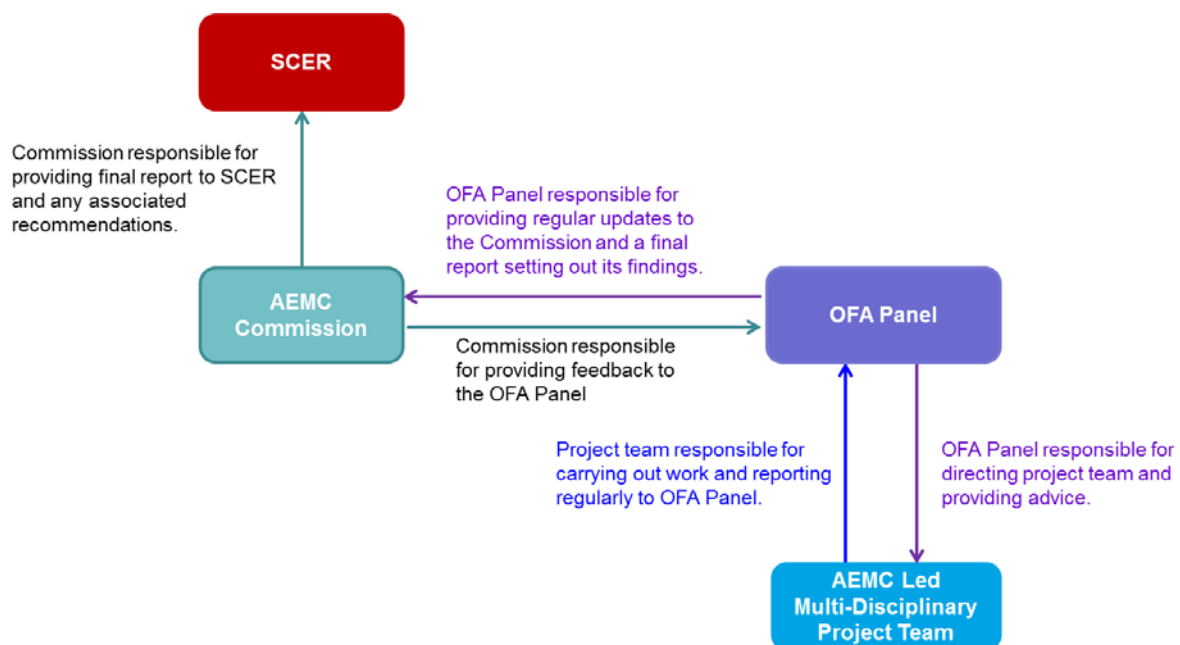 SCER
Commission responsible for
providing final report to SCER
and any associated
recommendations.
OFA Panel responsible for
providing regular updates to
the Commission and a final
report setting out its findings.
AEMC
Commission
OFA Panel
Commission responsible
for providing feedback to
the OFA Panel
Project team responsible for
carrying out work and reporting
regularly to OFA Panel.
OFA Panel responsible for
directing project team and
providing advice.
AEMC Led
Multi-Disciplinary
Project Team